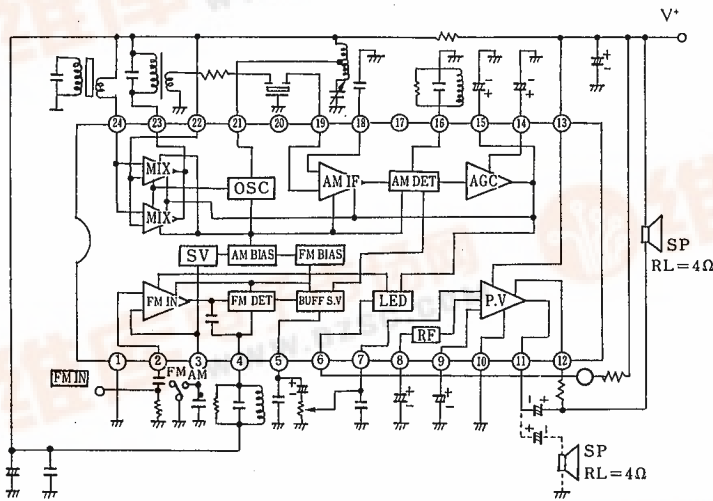 V+
24 23 22 21 20 19 18 17 16 15 14 13
MIX
MIX
OSC
AM IF
AM DET
AGC
SV
AM BIAS
FM BIAS
FM IN
FM DET
BUFF S.V
LED
RF
P.V
SP
RL=4Ω
1 2 3 4 5 6 7 8 9 10 11 12
FM IN
FM AM
SP
RL=4Ω